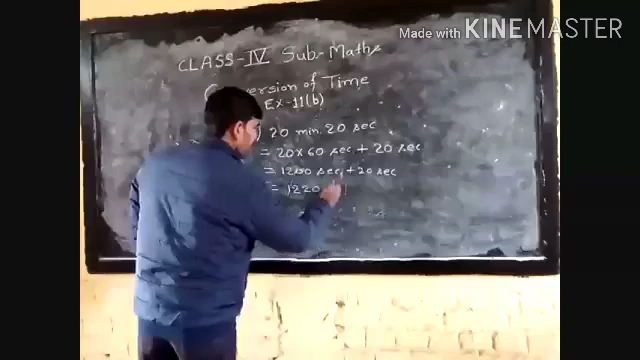 Made with KINEMASTER
CLASS-IV Sub-Maths
of Time
EX-11(b)
20 min. 20 sec
= 20×60 sec + 20 sec
= 1200 sec + 20 sec
= 1220